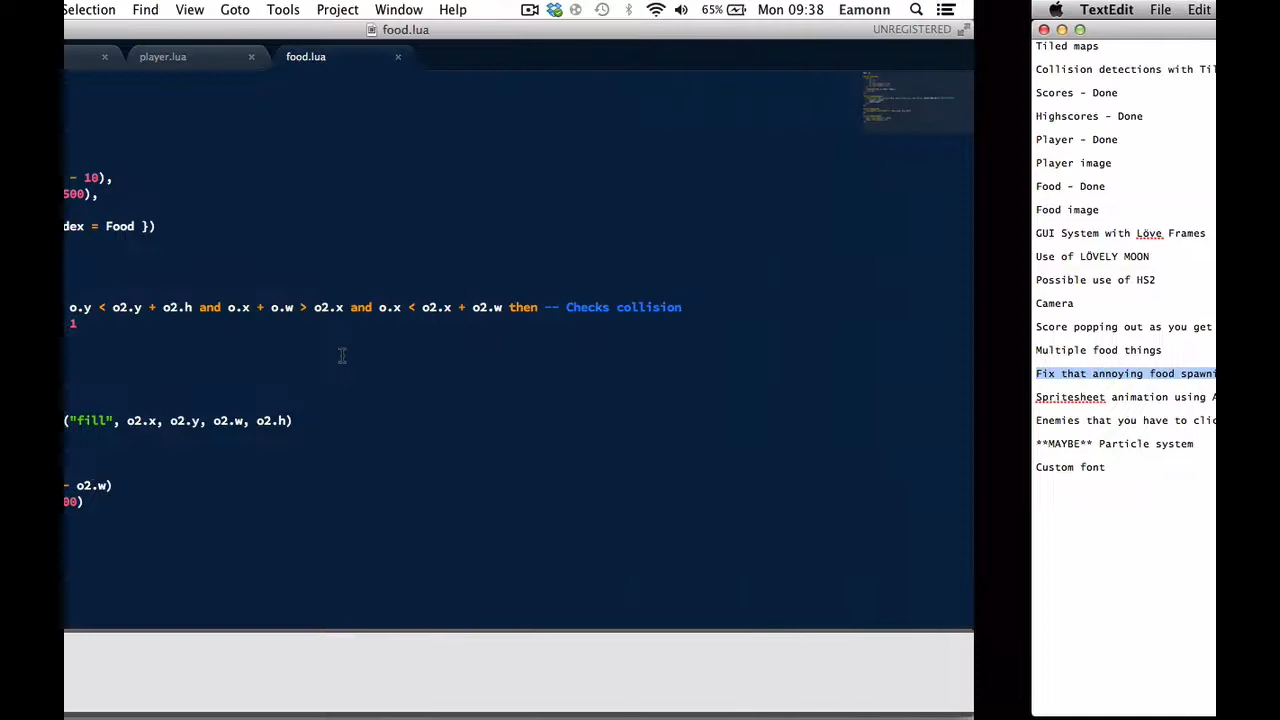 Selection Find View Goto Tools Project Window Help 65% Mon 09:38 Eamonn
food.lua UNREGISTERED
player.lua food.lua
- 10),
500),
dex = Food })
o.y < o2.y + o2.h and o.x + o.w > o2.x and o.x < o2.x + o2.w then -- Checks collision
1
("fill", o2.x, o2.y, o2.w, o2.h)
- o2.w)
00)
TextEdit File Edit
Tiled maps
Collision detections with Til
Scores - Done
Highscores - Done
Player - Done
Player image
Food - Done
Food image
GUI System with Löve Frames
Use of LÖVELY MOON
Possible use of HS2
Camera
Score popping out as you get
Multiple food things
Fix that annoying food spawni
Spritesheet animation using A
Enemies that you have to clic
**MAYBE** Particle system
Custom font